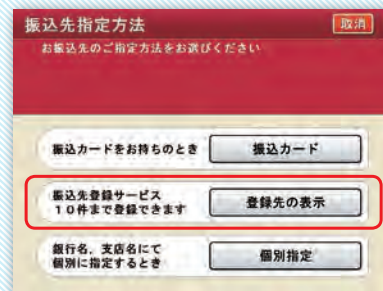 振込先指定方法 取消
お振込先のご指定方法をお選びください
振込カードをお持ちのとき 振込カード
振込先登録サービス
10件まで登録できます 登録先の表示
銀行名、支店名にて
個別に指定するとき 個別指定